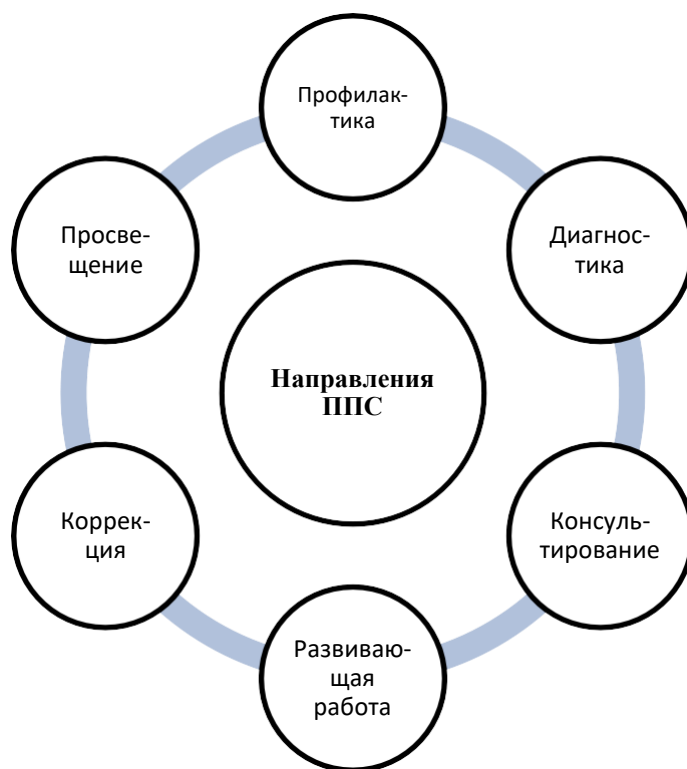 Профилак-
тика
Диагнос-
тика
Консуль-
тирование
Развиваю-
щая
работа
Коррек-
ция
Просве-
щение
Направления
ППС